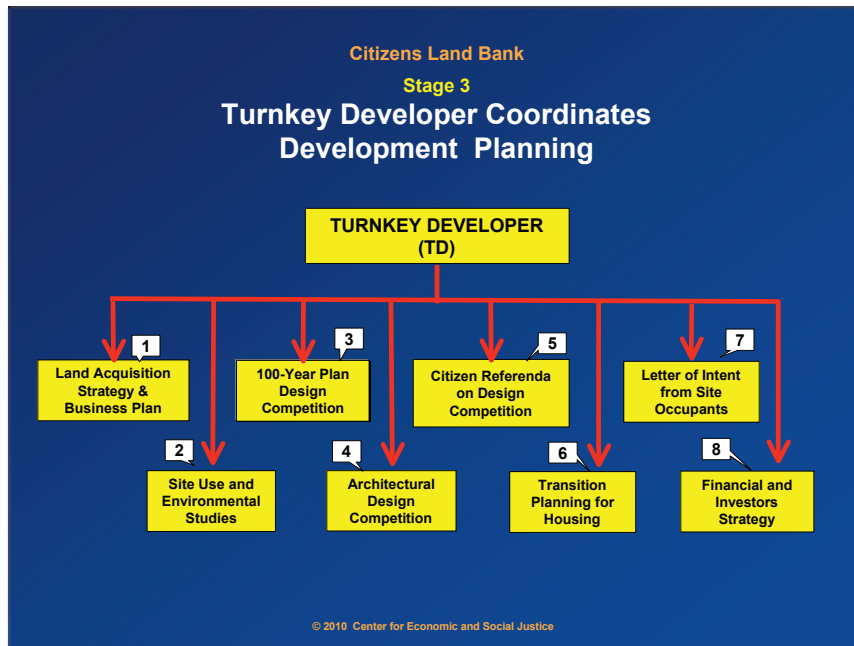 Citizens Land Bank
Stage 3
Turnkey Developer Coordinates
Development Planning
TURNKEY DEVELOPER
(TD)
1
Land Acquisition
Strategy &
Business Plan
2
Site Use and
Environmental
Studies
3
100-Year Plan
Design
Competition
4
Architectural
Design
Competition
5
Citizen Referenda
on Design
Competition
6
Transition
Planning for
Housing
7
Letter of Intent
from Site
Occupants
8
Financial and
Investors
Strategy
© 2010 Center for Economic and Social Justice